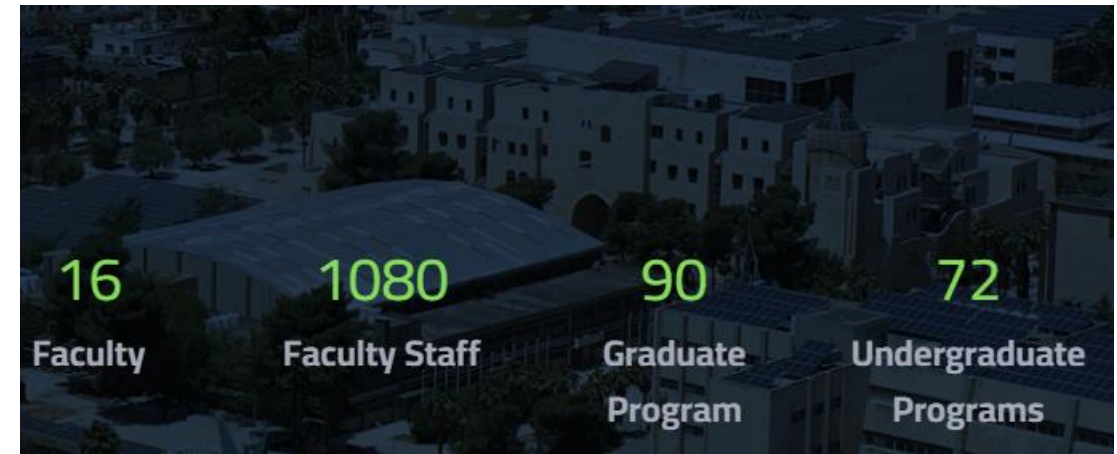 16
Faculty
1080
Faculty Staff
90
Graduate
Program
72
Undergraduate
Programs